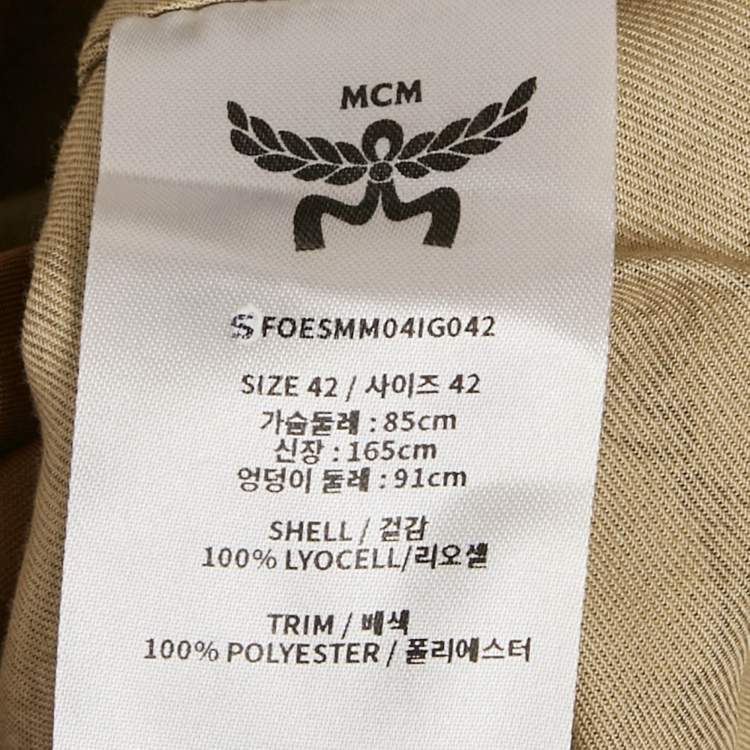 MCM
SFOESMM04IG042
SIZE 42 / 사이즈 42
가슴둘레 : 85cm
신장 : 165cm
엉덩이 둘레 : 91cm
SHELL / 겉감
100% LYOCELL/리오셀
TRIM / 배색
100% POLYESTER / 폴리에스터